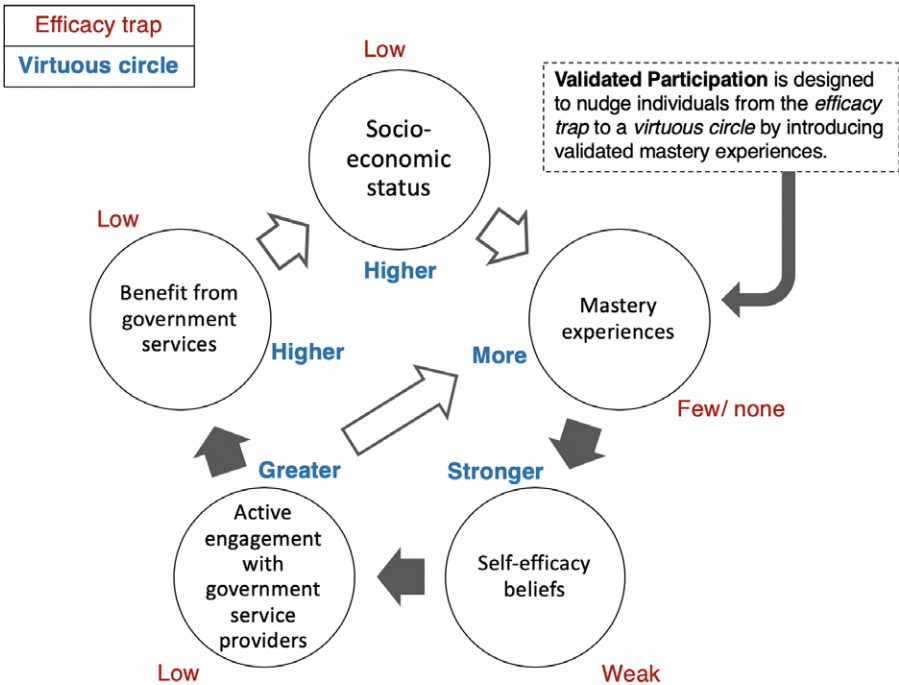 Efficacy trap
Virtuous circle
Low
Socio-
economic
status
Higher
Validated Participation is designed
to nudge individuals from the efficacy
trap to a virtuous circle by introducing
validated mastery experiences.
Low
Benefit from
government
services
Higher
Mastery
experiences
More
Few/ none
Greater
Active
engagement
with
government
service
providers
Low
Stronger
Self-efficacy
beliefs
Weak